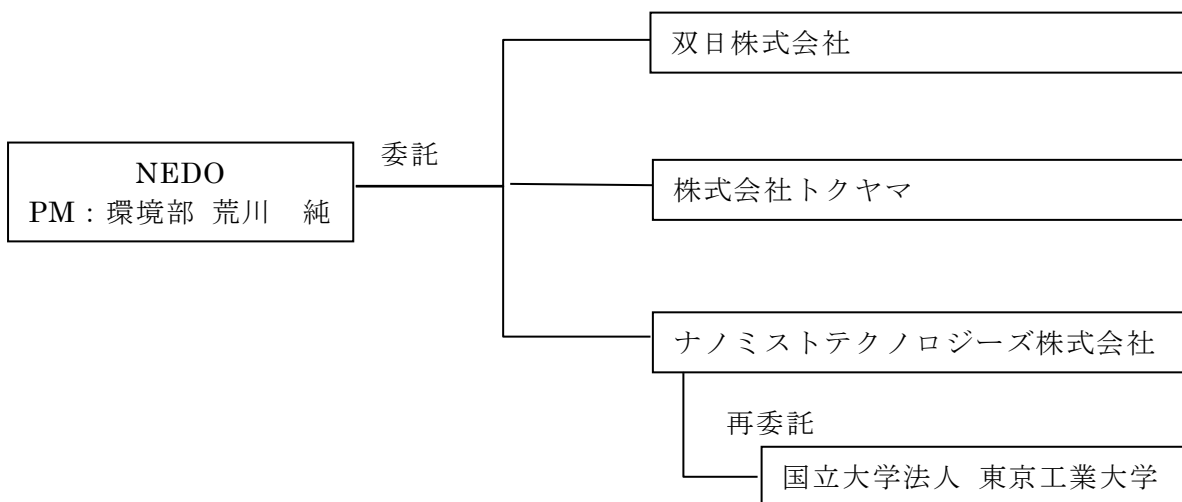 双日株式会社
委託
NEDO
PM：環境部 荒川　純
株式会社トクヤマ
ナノミストテクノロジーズ株式会社
再委託
国立大学法人 東京工業大学